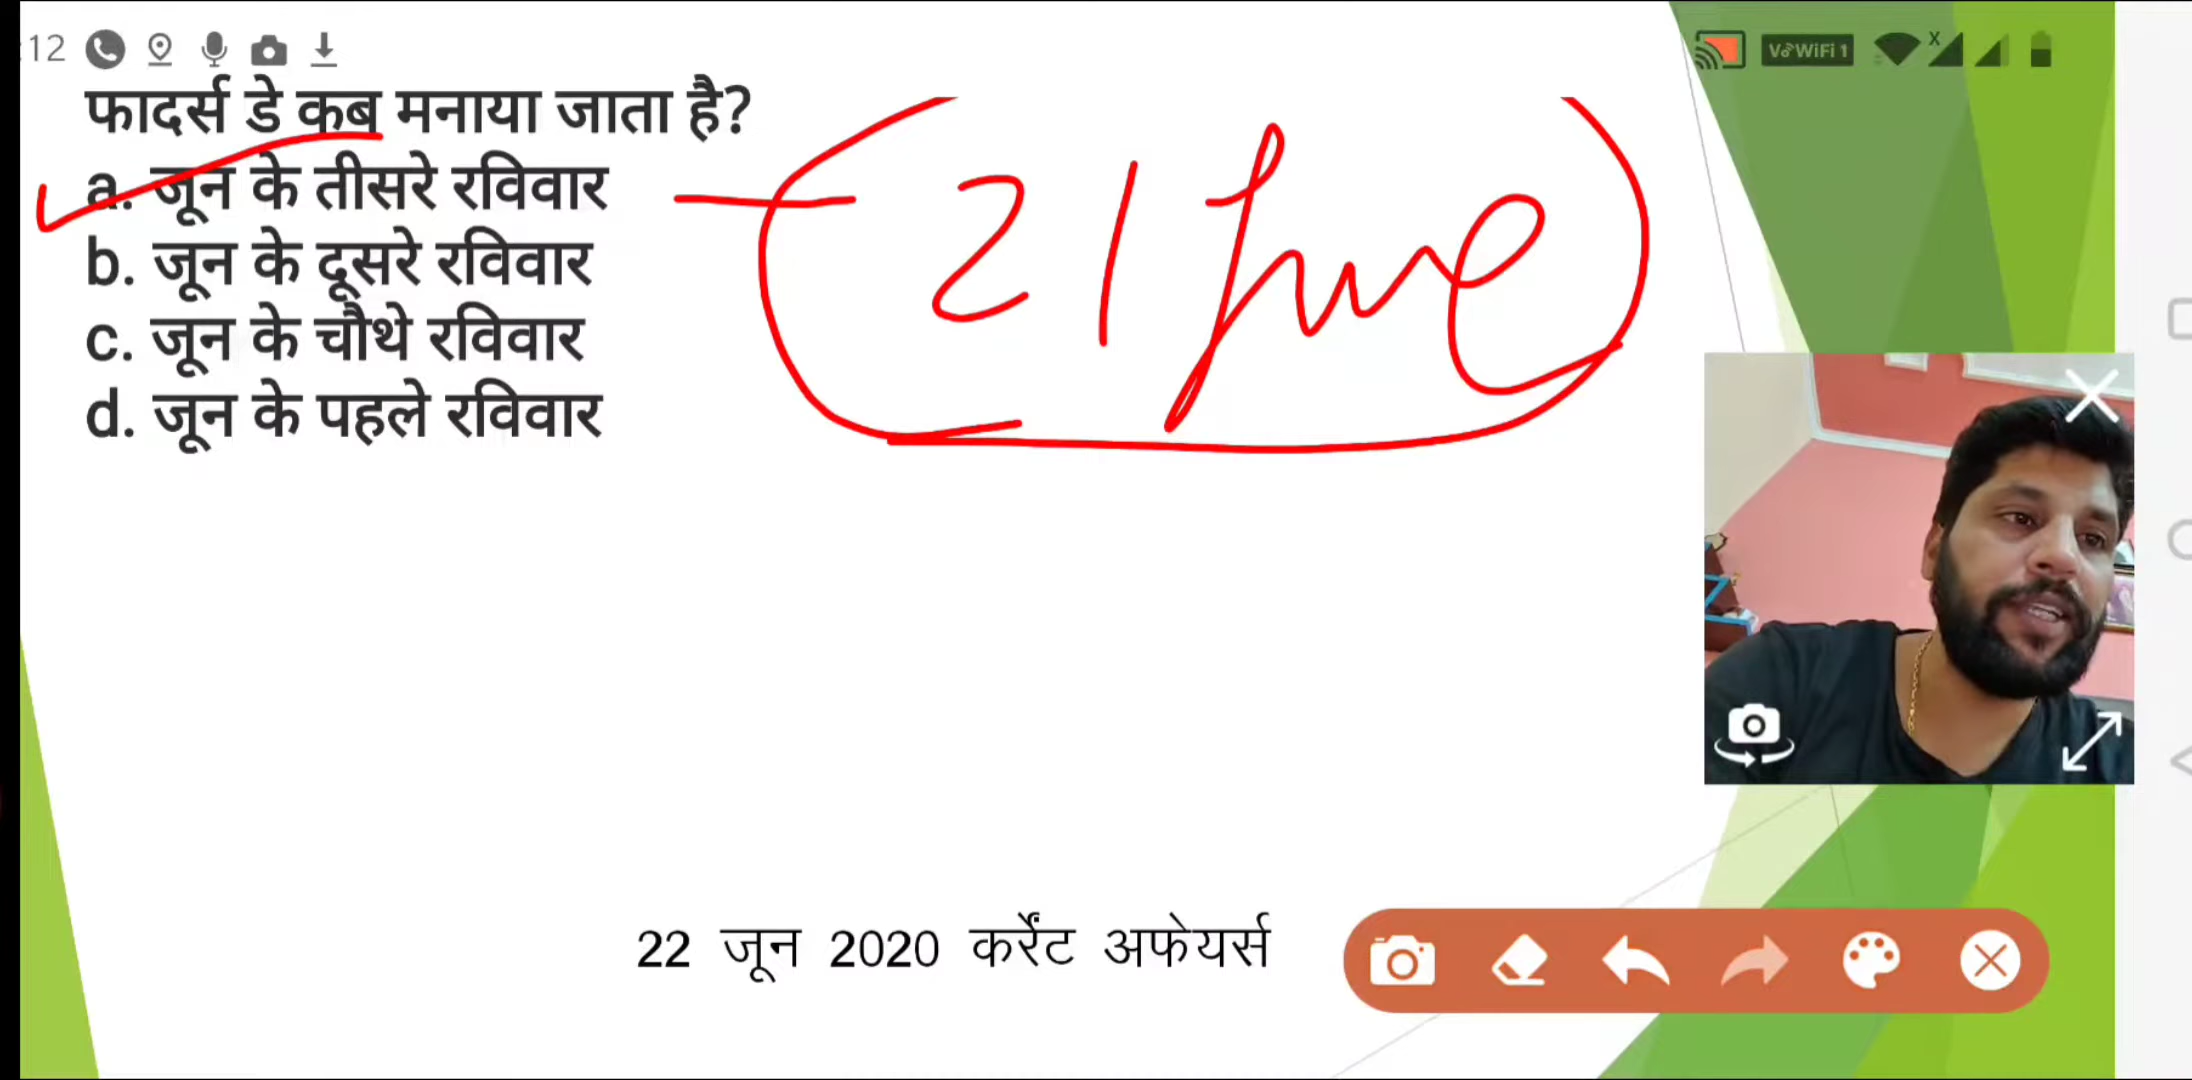 :12
VoWiFi 1
X
फादर्स डे कब मनाया जाता है?
a. जून के तीसरे रविवार
b. जून के दूसरे रविवार
c. जून के चौथे रविवार
d. जून के पहले रविवार
21 June
22 जून 2020 कर्रेंट अफेयर्स